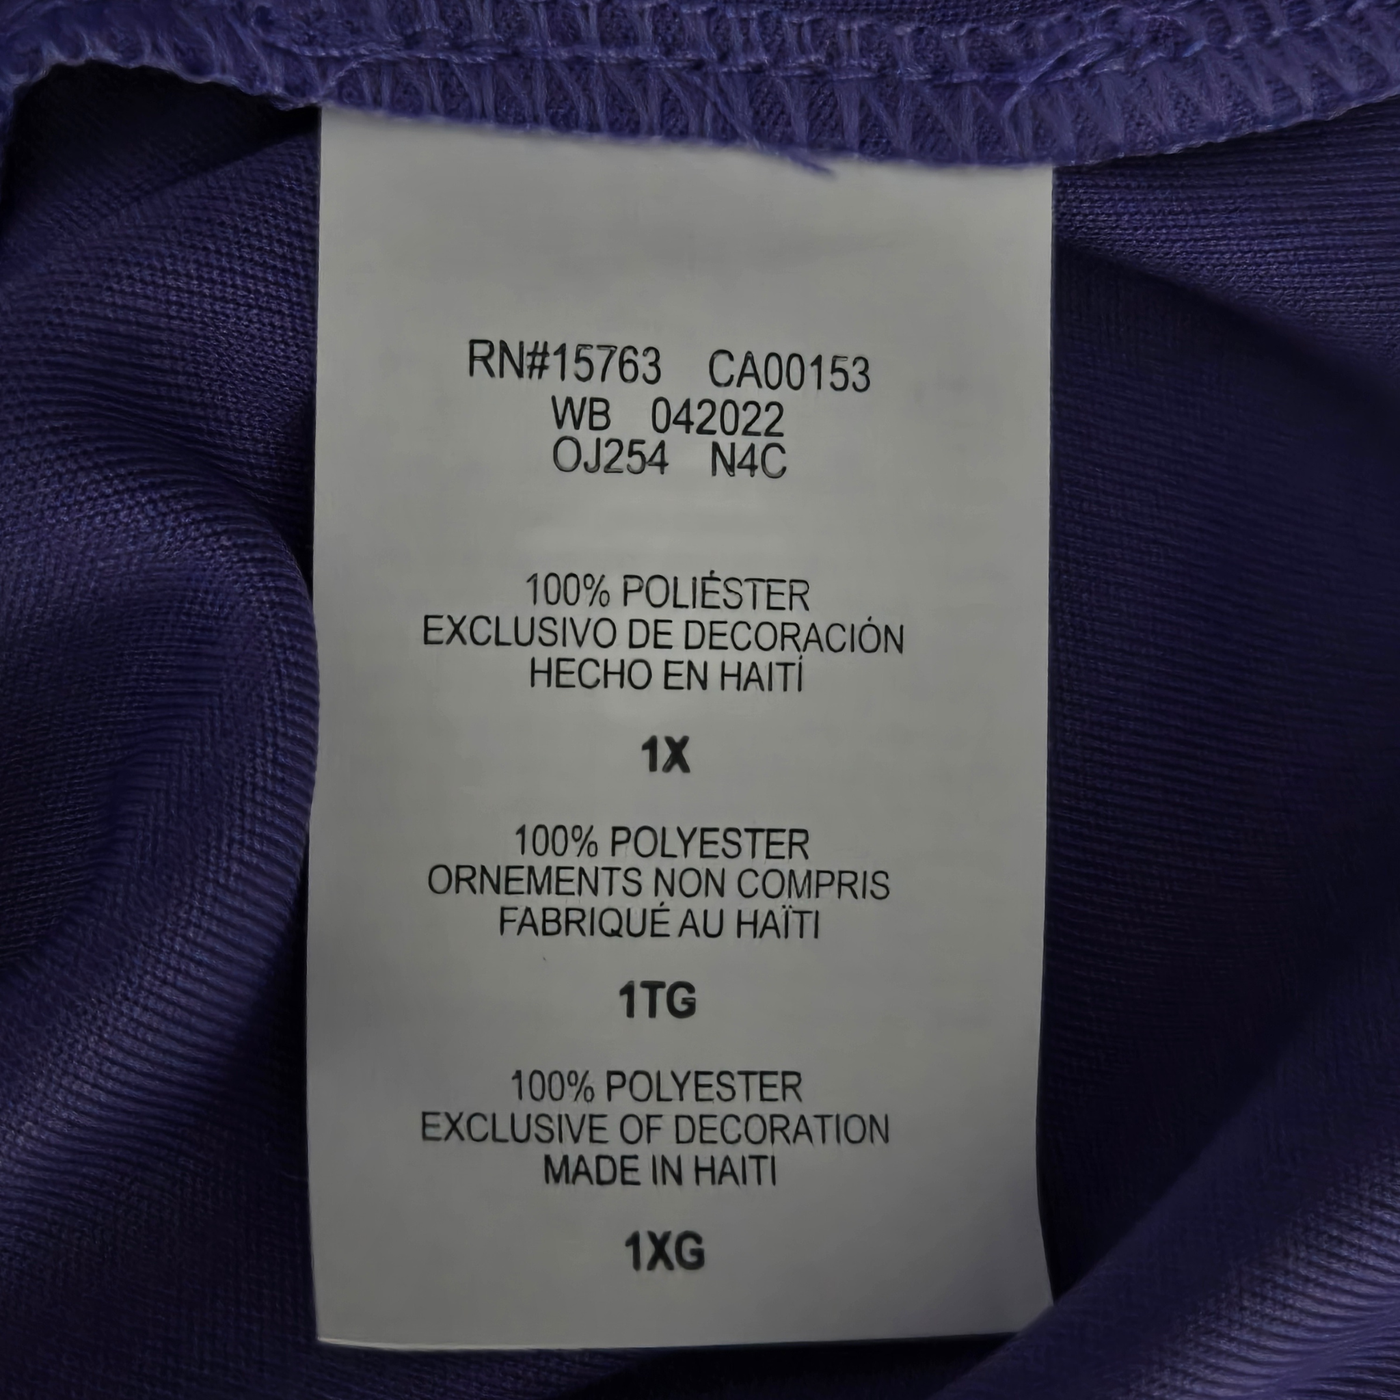 RN#15763 CA00153
WB 042022
OJ254 N4C
100% POLIÉSTER
EXCLUSIVO DE DECORACIÓN
HECHO EN HAITÍ
1X
100% POLYESTER
ORNEMENTS NON COMPRIS
FABRIQUÉ AU HAÏTI
1TG
100% POLYESTER
EXCLUSIVE OF DECORATION
MADE IN HAITI
1XG